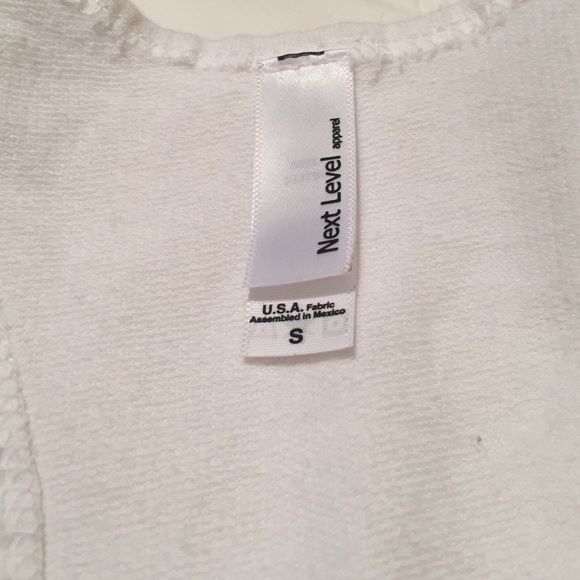 Next Level apparel
U.S.A. Fabric
Assembled in Mexico
S